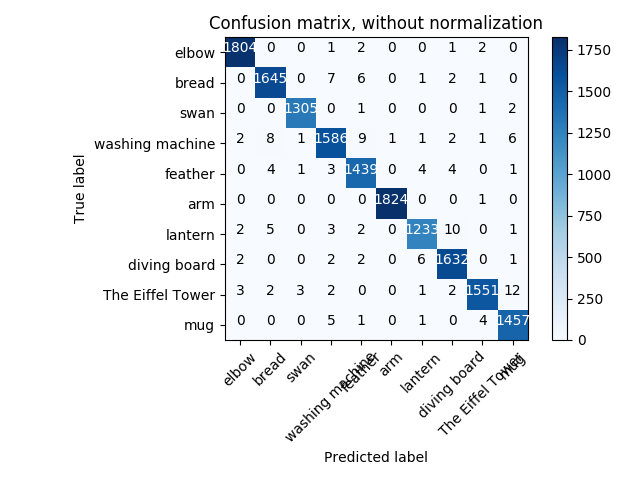 Confusion matrix, without normalization
elbow 1804 0 0 1 2 0 0 1 2 0
bread 0 1645 0 7 6 0 1 2 1 0
swan 0 0 1305 0 1 0 0 0 1 2
washing machine 2 8 1 1586 9 1 1 2 1 6
feather 0 4 1 3 1439 0 4 4 0 1
arm 0 0 0 0 0 1824 0 0 1 0
lantern 2 5 0 3 2 0 1233 10 0 1
diving board 2 0 0 2 2 0 6 1632 0 1
The Eiffel Tower 3 2 3 2 0 0 1 2 1551 12
mug 0 0 0 5 1 0 1 0 4 1457
True label
elbow bread swan washing machine feather arm lantern diving board The Eiffel Tower mug
Predicted label
1750
1500
1250
1000
750
500
250
0